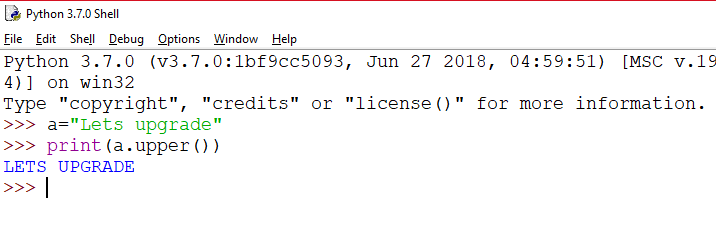 Python 3.7.0 Shell
File Edit Shell Debug Options Window Help
Python 3.7.0 (v3.7.0:1bf9cc5093, Jun 27 2018, 04:59:51) [MSC v.19
4)] on win32
Type "copyright", "credits" or "license()" for more information.
>>> a="Lets upgrade"
>>> print(a.upper())
LETS UPGRADE
>>>